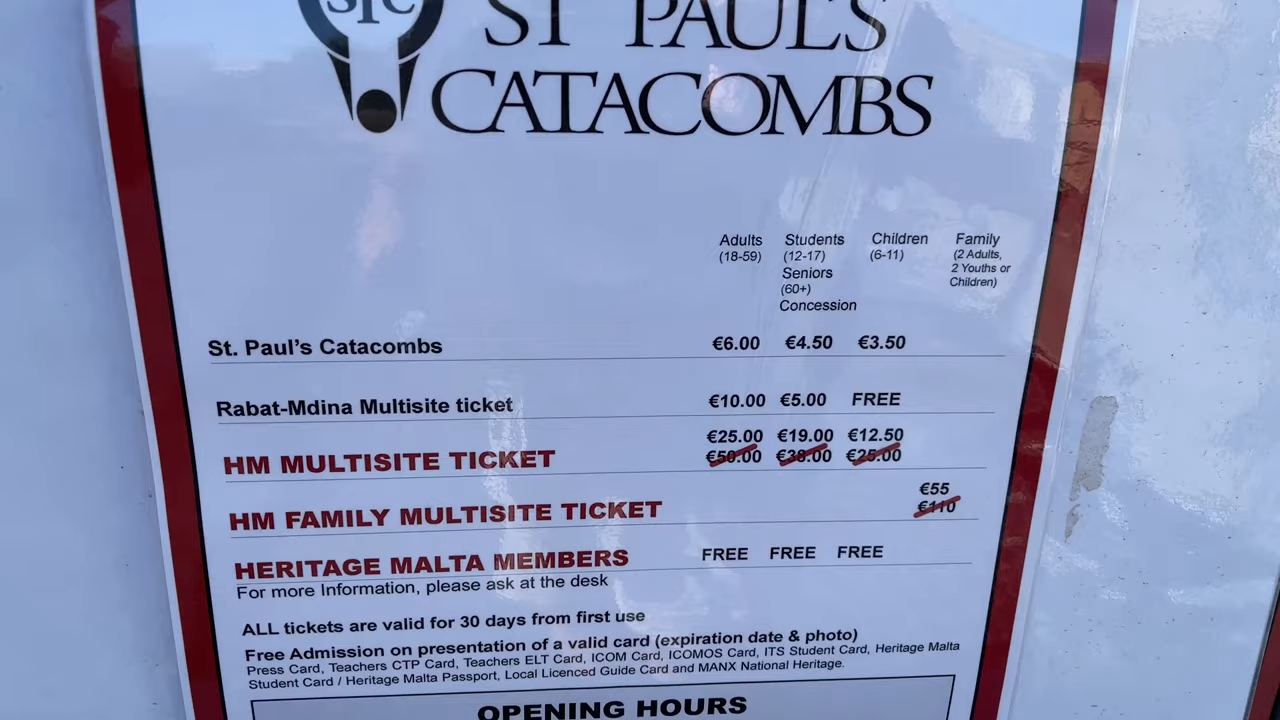 SPC
ST PAUL'S
CATACOMBS
Adults Students Children Family
(18-59) (12-17) (6-11) (2 Adults,
Seniors 2 Youths or
(60+) Children)
Concession
St. Paul's Catacombs €6.00 €4.50 €3.50
Rabat-Mdina Multisite ticket €10.00 €5.00 FREE
€25.00 €19.00 €12.50
HM MULTISITE TICKET €50.00 €38.00 €25.00
€55
HM FAMILY MULTISITE TICKET €110
HERITAGE MALTA MEMBERS FREE FREE FREE
For more Information, please ask at the desk
ALL tickets are valid for 30 days from first use
Free Admission on presentation of a valid card (expiration date & photo)
Press Card, Teachers CTP Card, Teachers ELT Card, ICOM Card, ICOMOS Card, ITS Student Card, Heritage Malta
Student Card / Heritage Malta Passport, Local Licenced Guide Card and MANX National Heritage.
OPENING HOURS